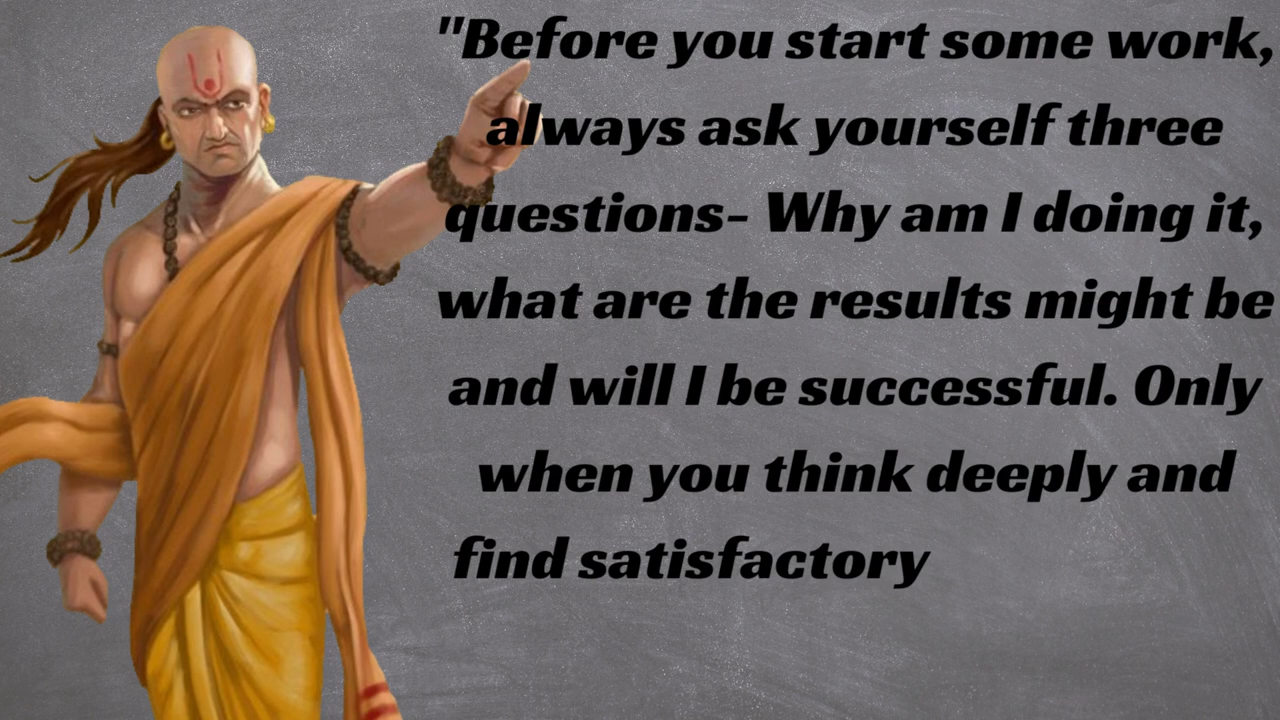 "Before you start some work,
always ask yourself three
questions- Why am I doing it,
what are the results might be
and will I be successful. Only
when you think deeply and
find satisfactory